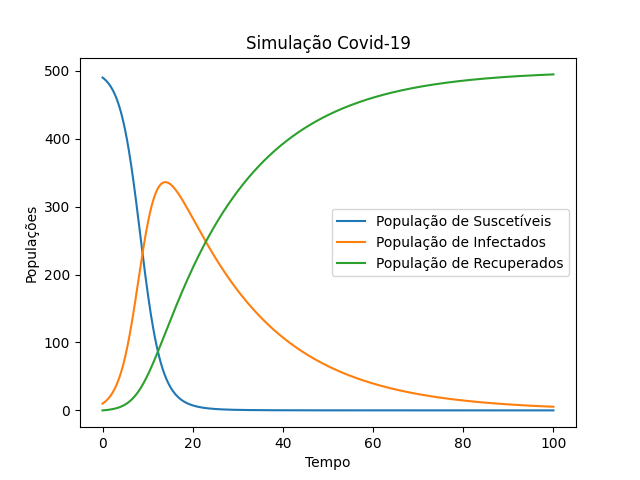 Simulação Covid-19
Populações
500
400
300
200
100
0
População de Suscetíveis
População de Infectados
População de Recuperados
0 20 40 60 80 100
Tempo